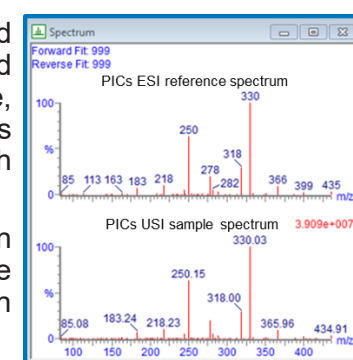 d
d
e,
s
h
n
e
n
Spectrum
Forward Fit: 999
Reverse Fit: 999
PICs ESI reference spectrum
100
%
0
85 113 163 183 218 250 278 282 318 330 366 399 435
m/z
PICs USI sample spectrum 3.909e+007
100
%
0
85.08 183.24 218.23 250.15 318.00 330.03 365.96 434.91
m/z
100 150 200 250 300 350 400